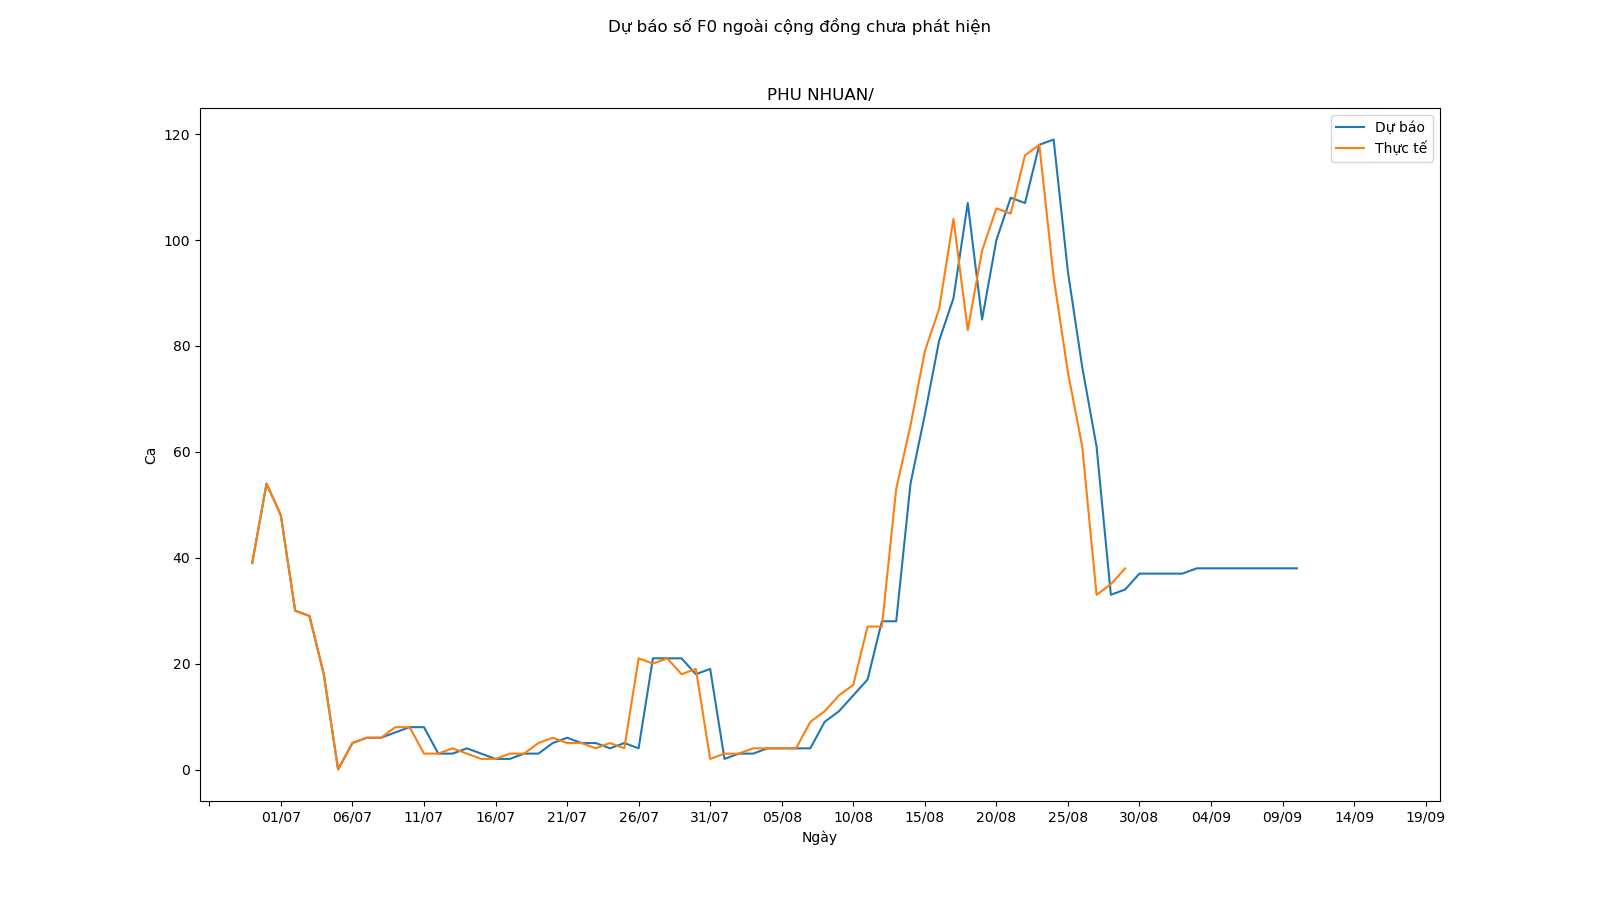 Dự báo số F0 ngoài cộng đồng chưa phát hiện
PHU NHUAN/
Dự báo
Thực tế
120
100
80
60
40
20
0
Ca
01/07 06/07 11/07 16/07 21/07 26/07 31/07 05/08 10/08 15/08 20/08 25/08 30/08 04/09 09/09 14/09 19/09
Ngày